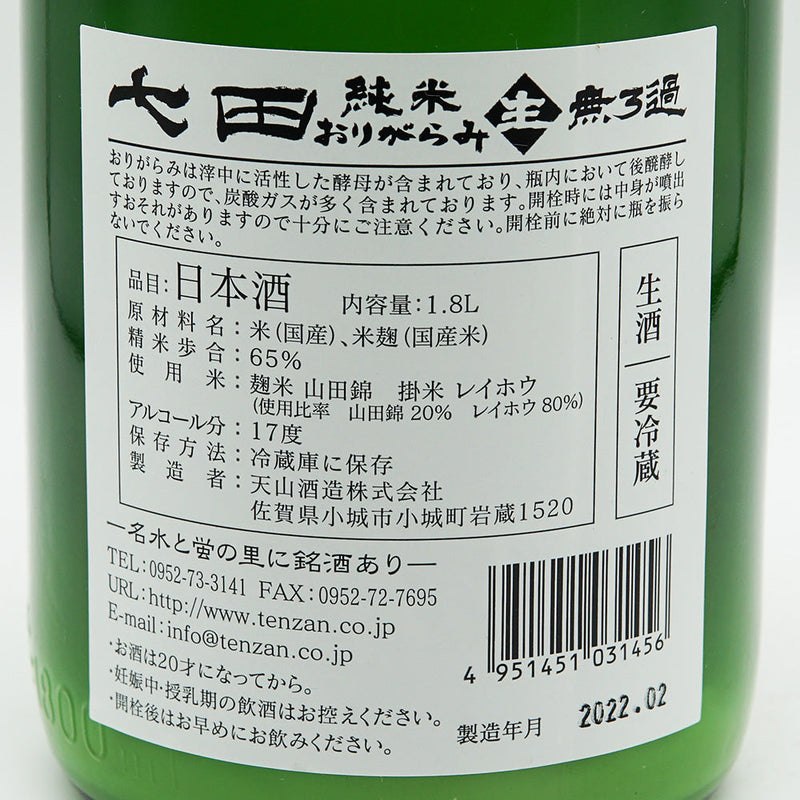 七田 純米 おりがらみ 生 無ろ過
おりがらみは滓中に活性した酵母が含まれており、瓶内において後醗酵し
ておりますので、炭酸ガスが多く含まれております。開栓時には中身が噴出
すおそれがありますので十分にご注意ください。開栓前に絶対に瓶を振ら
ないでください。
品目:日本酒 内容量:1.8L
原材料名:米(国産)、米麹(国産米)
精米歩合:65%
使用米:麹米 山田錦 掛米 レイホウ
(使用比率 山田錦 20% レイホウ 80%)
アルコール分:17度
保存方法:冷蔵庫に保存
製造者:天山酒造株式会社
佐賀県小城市小城町岩蔵1520
生酒
要冷蔵
―名水と蛍の里に銘酒あり―
TEL:0952-73-3141 FAX:0952-72-7695
URL:http://www.tenzan.co.jp
E-mail:info@tenzan.co.jp
・お酒は20才になってから。
・妊娠中・授乳期の飲酒はお控えください。
・開栓後はお早めにお飲みください。
4 951451 031456
製造年月 2022.02